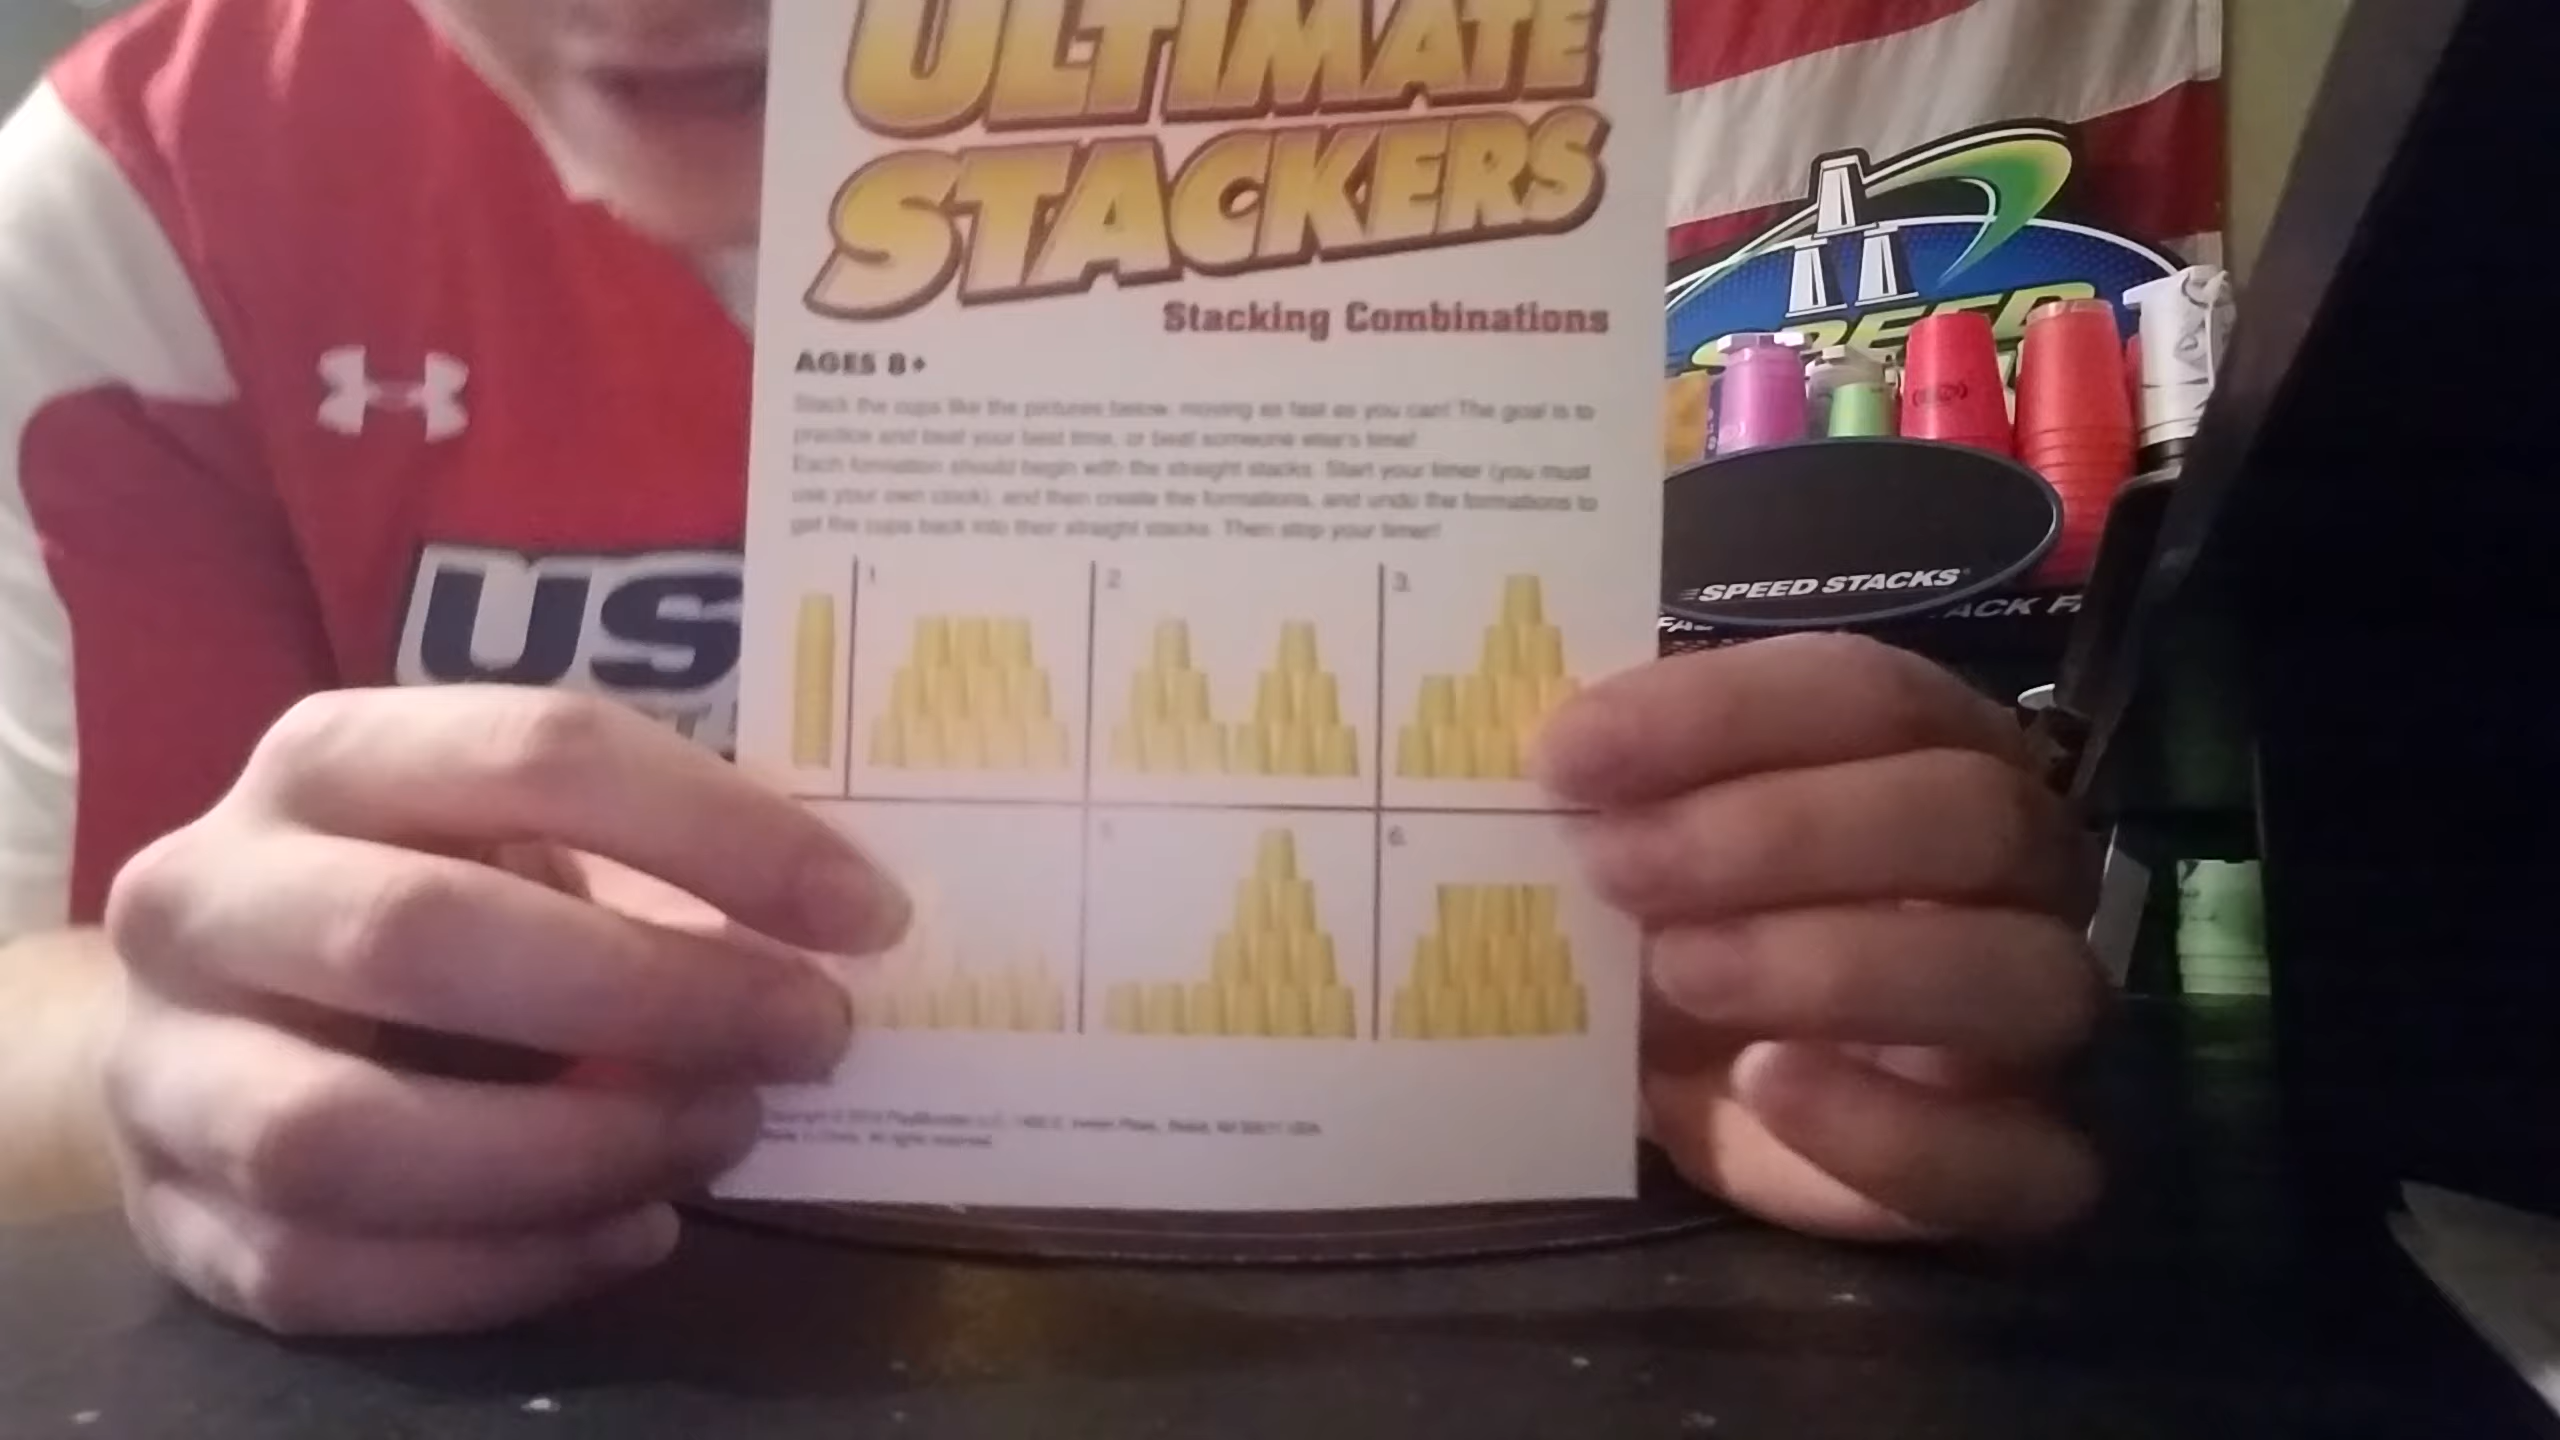 ULTIMATE
STACKERS
Stacking Combinations
AGES 8+
Stack the cups like the pictures below, moving as fast as you can! The goal is to
practice and beat your best time, or beat someone else's time!
Each formation should begin with the straight stacks. Start your timer (you must
use your own clock), and then create the formations, and undo the formations to
get the cups back into their straight stacks. Then stop your timer!
1.
2.
3.
6.
US
SPEED
SPEED STACKS
ACK FA